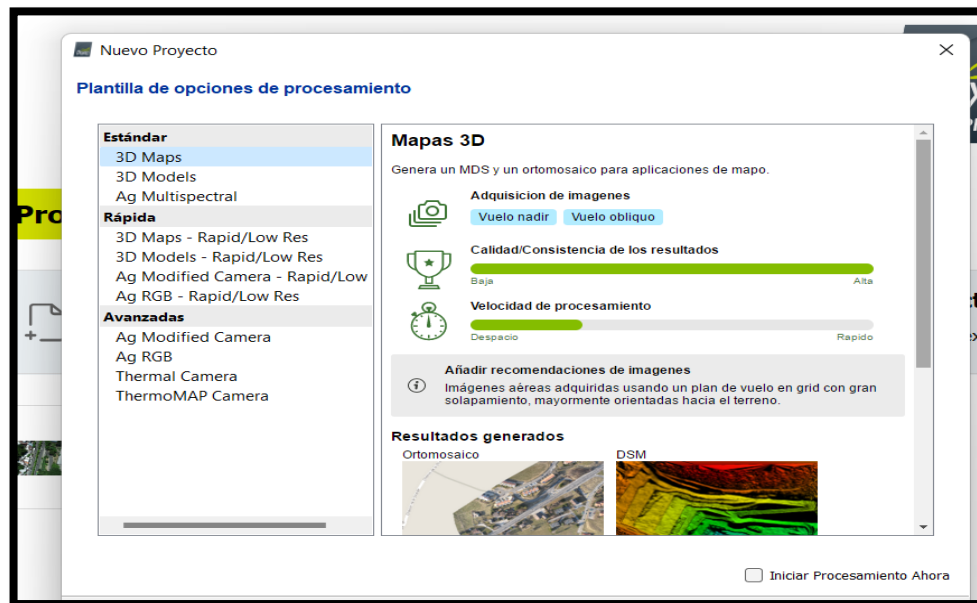 Nuevo Proyecto
Plantilla de opciones de procesamiento
Estándar
3D Maps
3D Models
Ag Multispectral
Rápida
3D Maps - Rapid/Low Res
3D Models - Rapid/Low Res
Ag Modified Camera - Rapid/Low
Ag RGB - Rapid/Low Res
Avanzadas
Ag Modified Camera
Ag RGB
Thermal Camera
ThermoMAP Camera
Mapas 3D
Genera un MDS y un ortomosaico para aplicaciones de mapo.
Adquisicion de imagenes
Vuelo nadir Vuelo obliquo
Calidad/Consistencia de los resultados
Baja Alta
Velocidad de procesamiento
Despacio Rapido
Añadir recomendaciones de imagenes
Imágenes aéreas adquiridas usando un plan de vuelo en grid con gran
solapamiento, mayormente orientadas hacia el terreno.
Resultados generados
Ortomosaico DSM
Iniciar Procesamiento Ahora
Pro